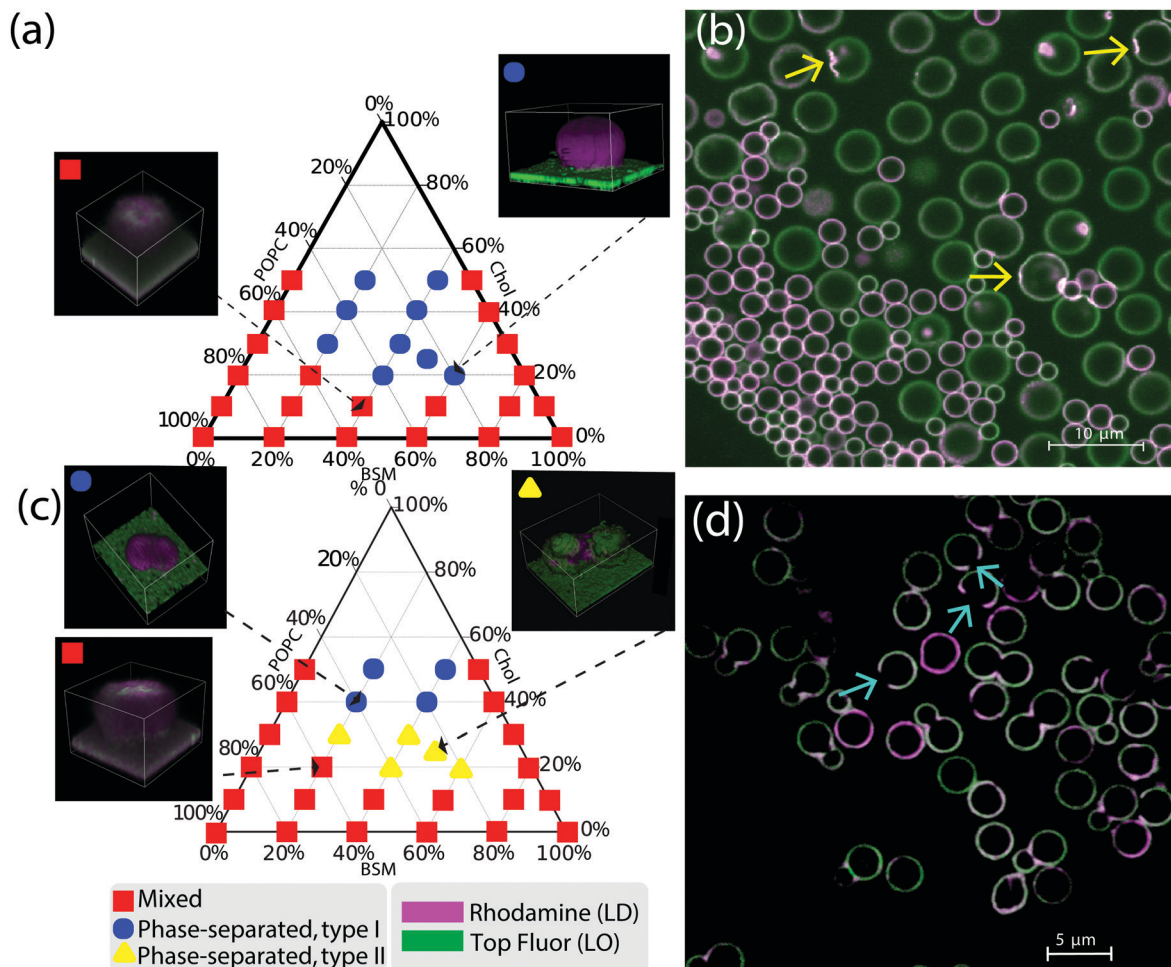 (a)
0%
100%
20%
80%
40%
60%
POPC
Chol
60%
40%
80%
20%
100%
0%
0%
20%
40%
60%
80%
100%
BSM
(b)
10 µm
(c)
% 0
100%
20%
80%
40%
60%
POPC
Chol
60%
40%
80%
20%
100%
0%
0%
20%
40%
60%
80%
100%
BSM
(d)
5 µm
Mixed
Phase-separated, type I
Phase-separated, type II
Rhodamine (LD)
Top Fluor (LO)